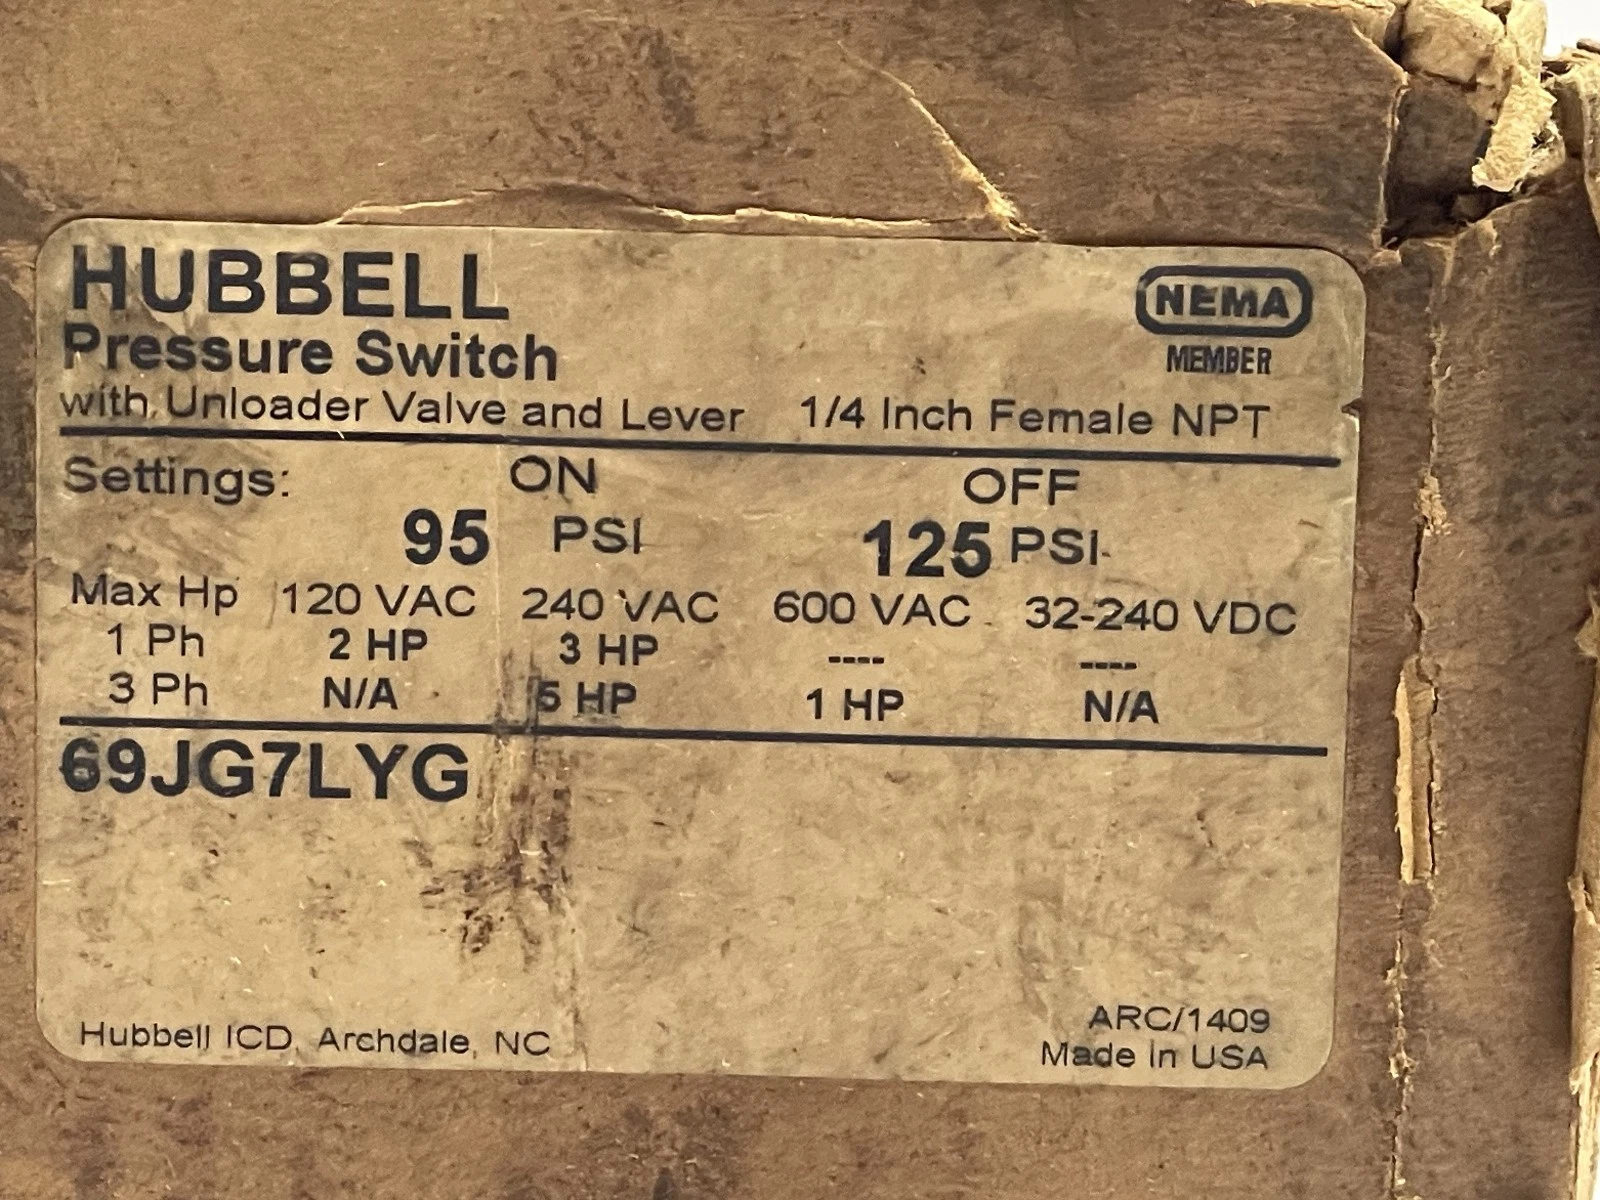 HUBBELL
NEMA
Pressure Switch
MEMBER
with Unloader Valve and Lever 1/4 Inch Female NPT
Settings: ON OFF
95 PSI 125 PSI
Max Hp 120 VAC 240 VAC 600 VAC 32-240 VDC
1 Ph 2 HP 3 HP ---- ----
3 Ph N/A 5 HP 1 HP N/A
69JG7LYG
ARC/1409
Hubbell ICD, Archdale, NC
Made in USA